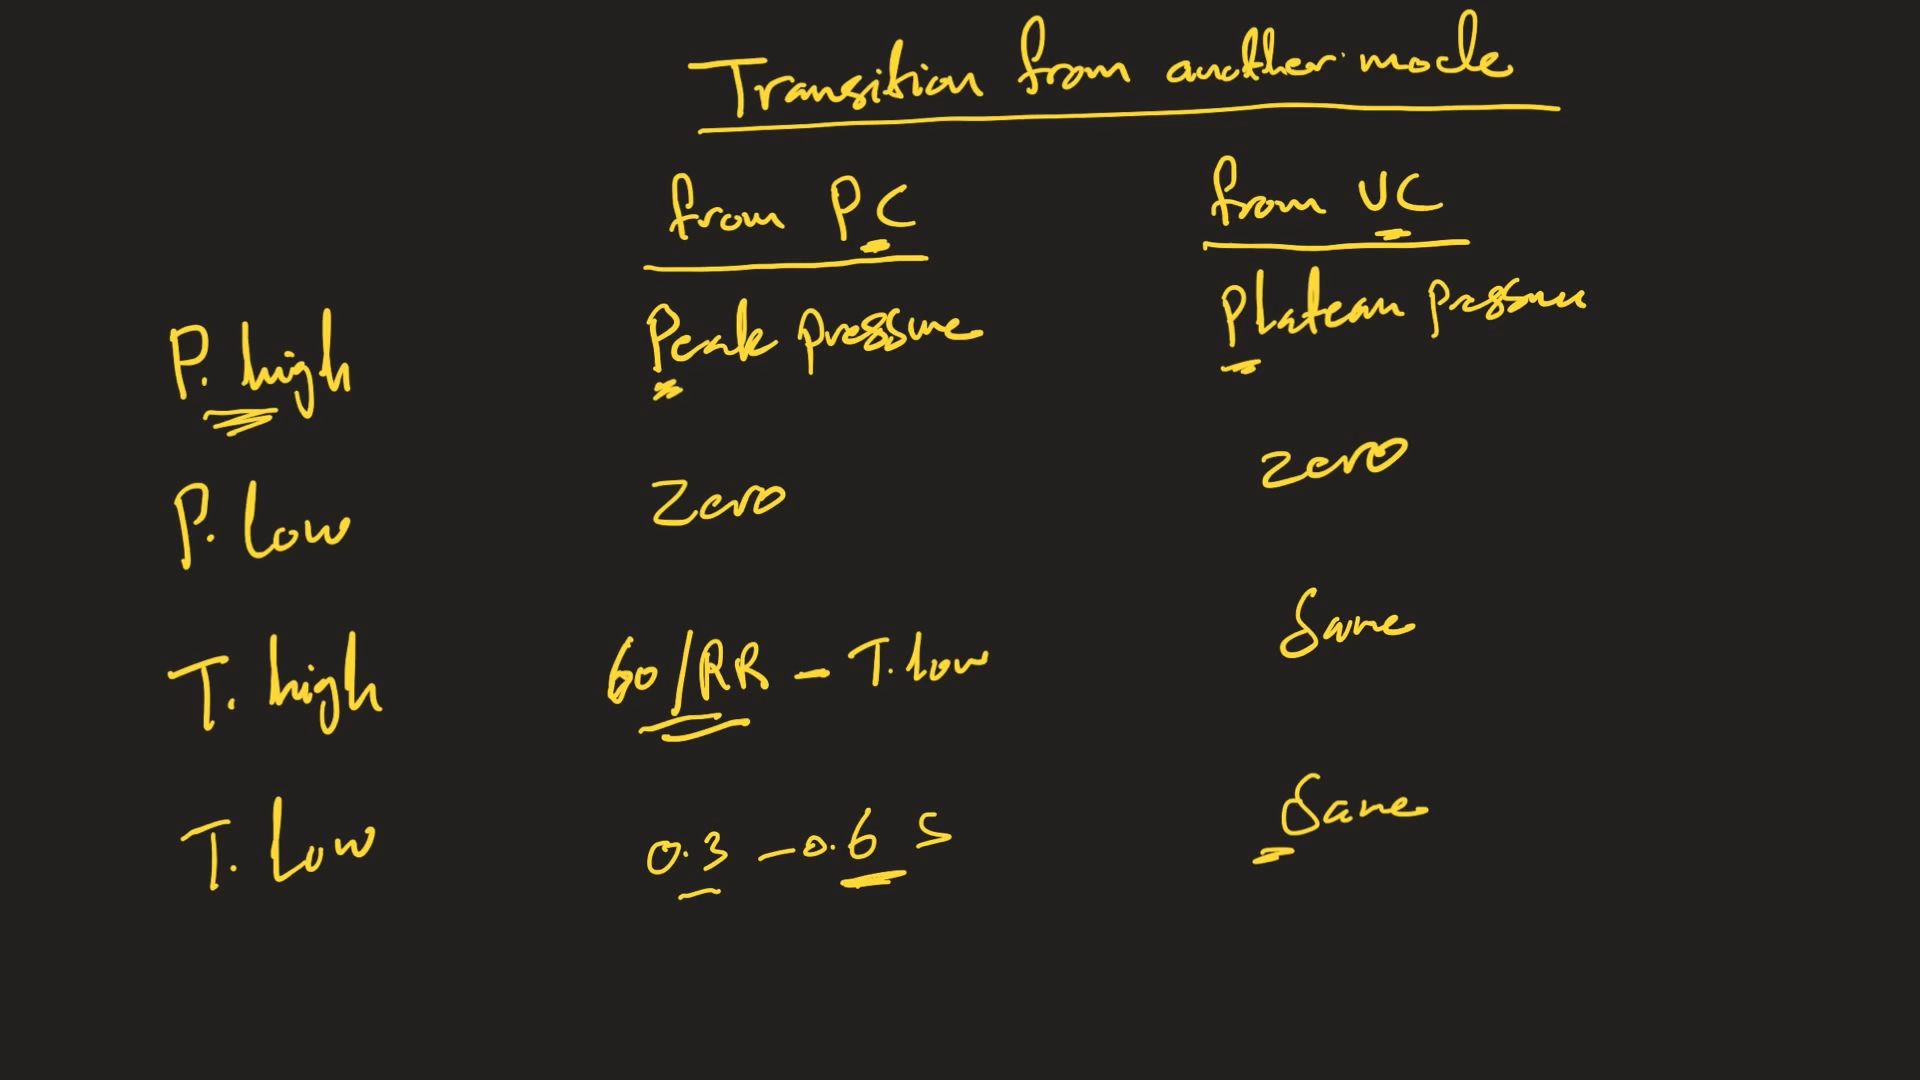 Transition from another mode
from PC from VC
P. high Peak pressure Plateau pressure
P. Low Zero Zero
T. high 60/RR - T.low Same
T. Low 0.3 - 0.6 S Same